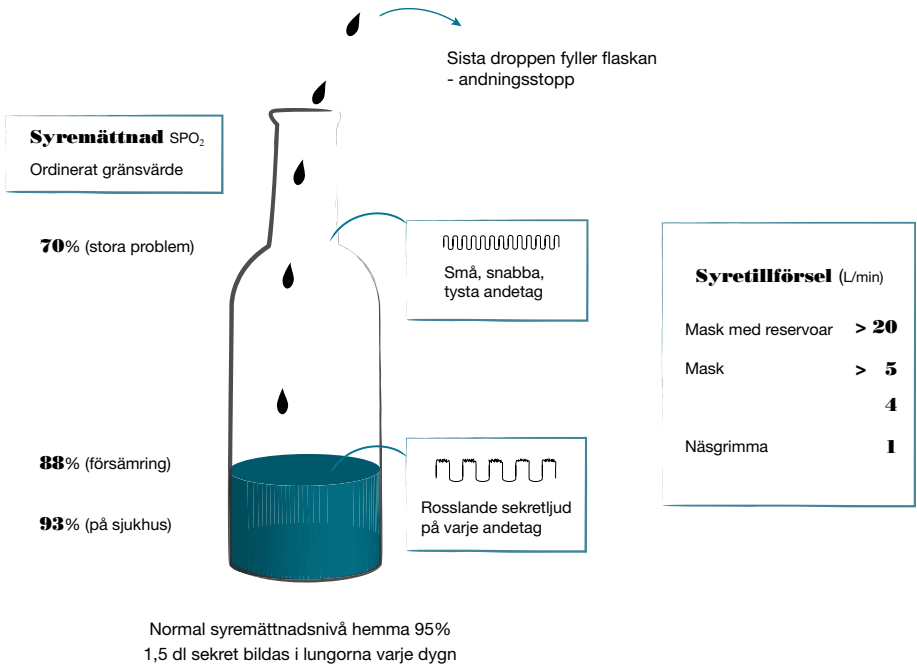 Sista droppen fyller flaskan
- andningsstopp
Syremättnad SPO₂
Ordinerat gränsvärde
70% (stora problem)
Små, snabba,
tysta andetag
88% (försämring)
93% (på sjukhus)
Rosslande sekretljud
på varje andetag
Syretillförsel (L/min)
Mask med reservoar > 20
Mask > 5
4
Näsgrimma 1
Normal syremättnadsnivå hemma 95%
1,5 dl sekret bildas i lungorna varje dygn